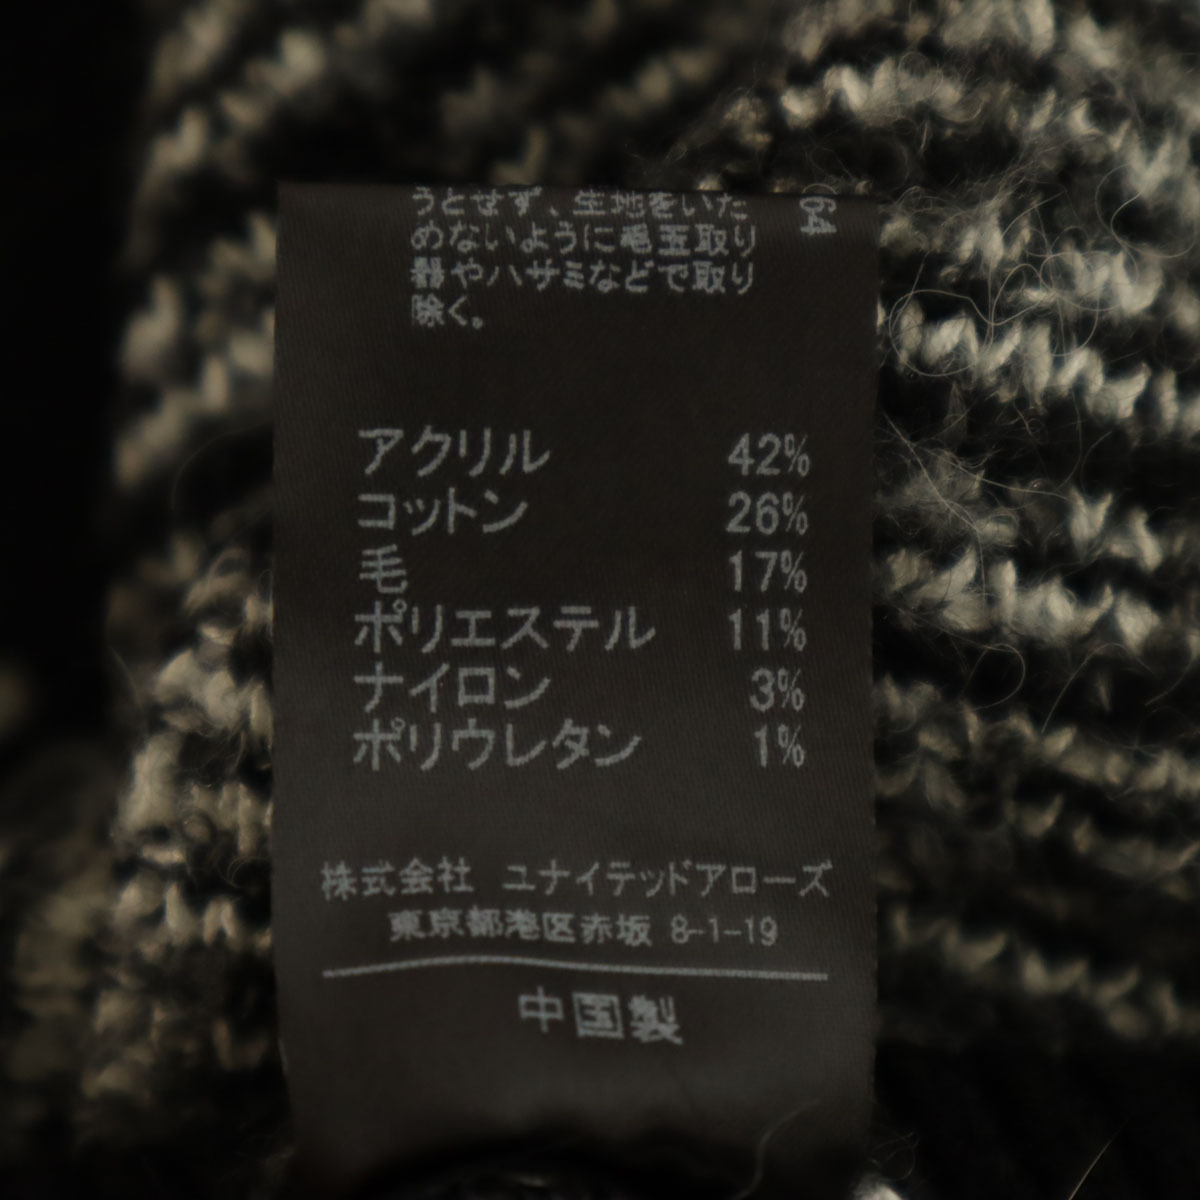 うとせず、生地をいた
めないように毛玉取り
器やハサミなどで取り
除く。
アクリル 42%
コットン 26%
毛 17%
ポリエステル 11%
ナイロン 3%
ポリウレタン 1%
株式会社 ユナイテッドアローズ
東京都港区赤坂 8-1-19
中国製